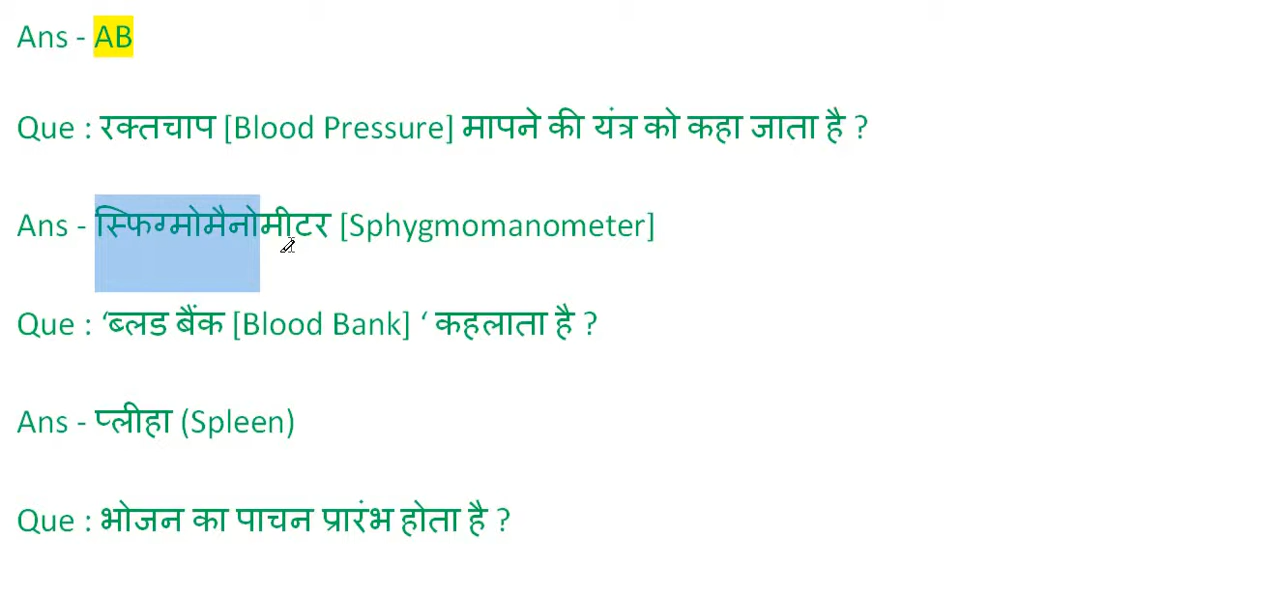 Ans - AB
Que : रक्तचाप [Blood Pressure] मापने की यंत्र को कहा जाता है ?
Ans - स्फिग्मोमैनोमीटर [Sphygmomanometer]
Que : ‘ब्लड बैंक [Blood Bank] ‘ कहलाता है ?
Ans - प्लीहा (Spleen)
Que : भोजन का पाचन प्रारंभ होता है ?